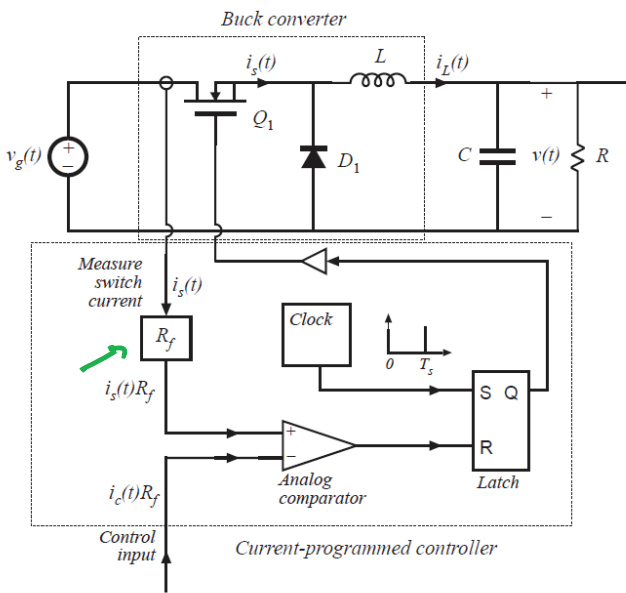 Buck converter
i_s(t)
L
i_L(t)
+
v_g(t)
+
−
Q_1
D_1
C
v(t)
R
−
Measure
switch
current
i_s(t)
R_f
Clock
0
T_s
i_s(t)R_f
S Q
+
−
R
Analog
comparator
Latch
i_c(t)R_f
Control
input
Current-programmed controller